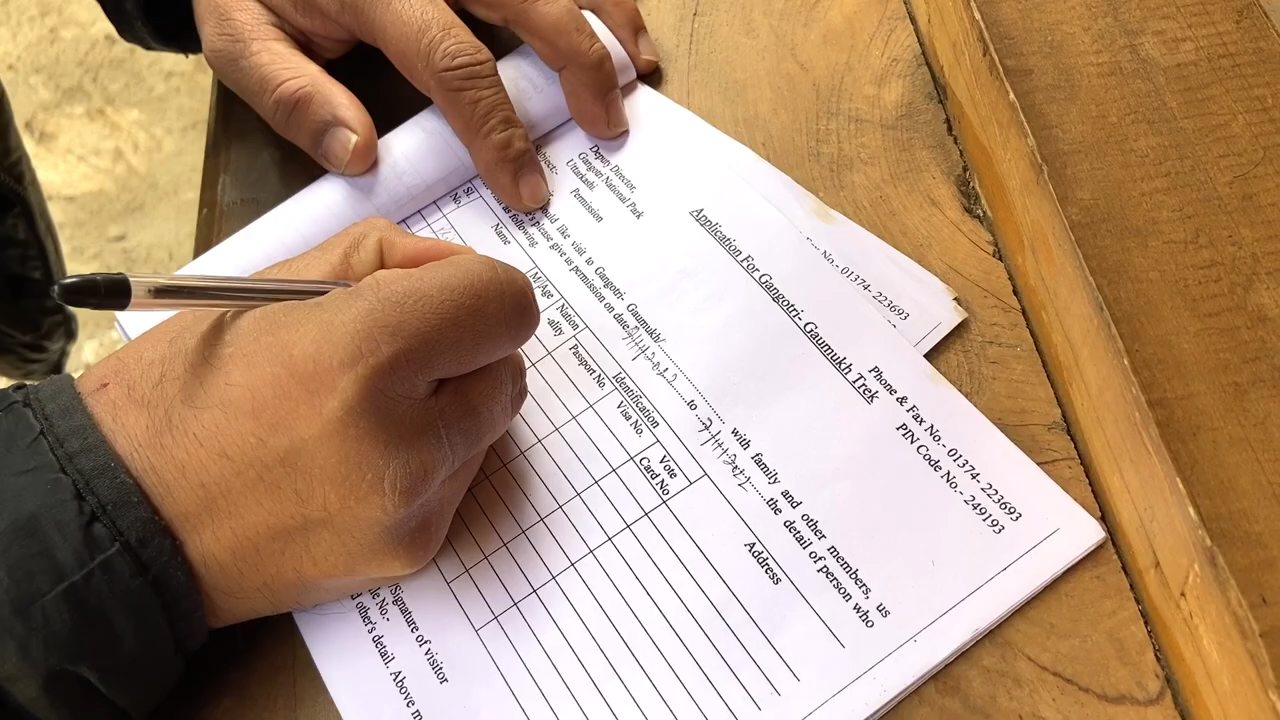 Phone & Fax No.- 01374- 223693
PIN Code No.- 249193
Application For Gangotri, Gaumukh Trek
Deputy Director,
Gangotri National Park
Uttarkashi
Subject:- Permission
ould like visit to Gangotri- Gaumukh/.................... with family and other members, us
please give us permission on date ............to ............the detail of person who
as following.
Sl. No. Name M/Age Nation -ality Identification Address
Passport No. Visa No. Vote Card No
/Signature of visitor
le No.-
d other's detail. Above m
No.- 01374- 223693